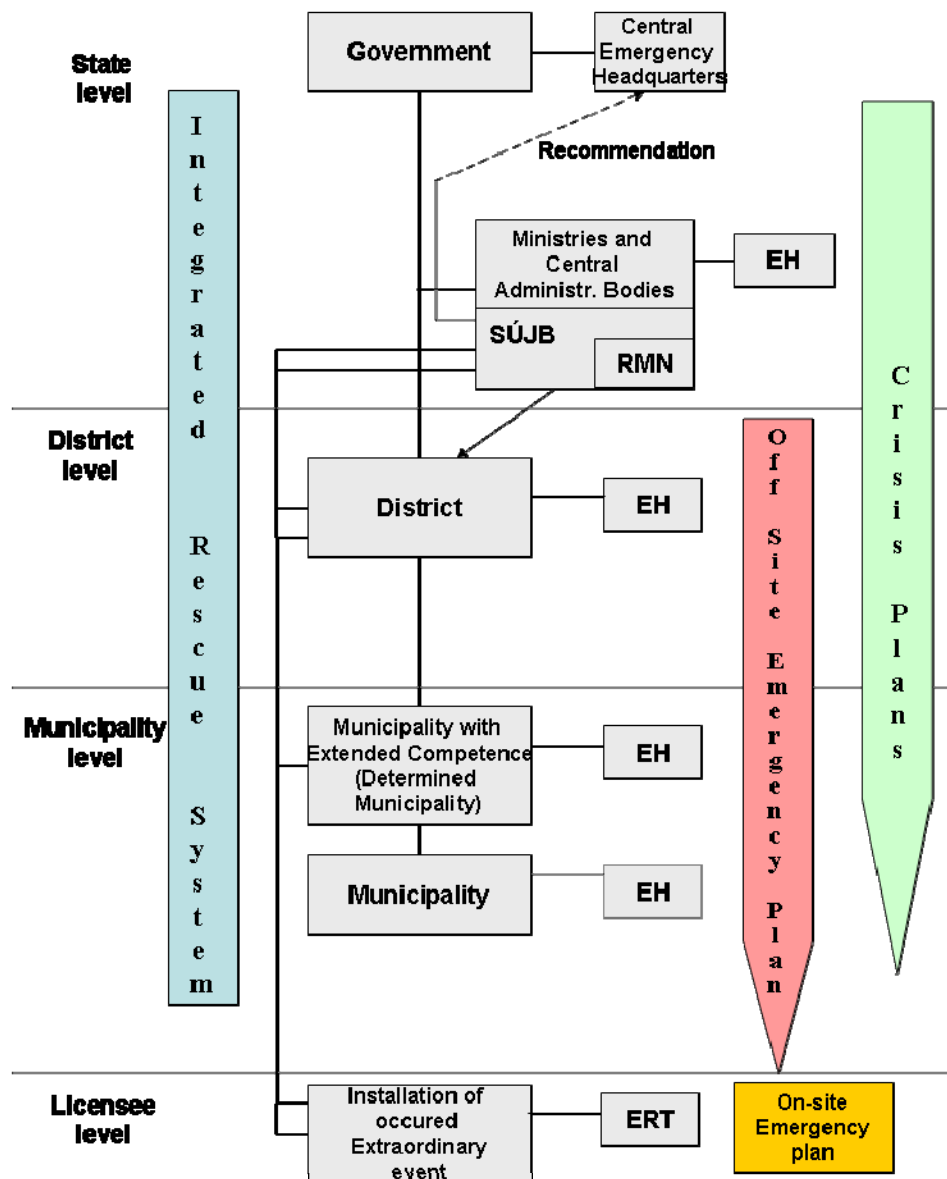 State
level
Government
Central
Emergency
Headquarters
Recommendation
Ministries and
Central
Administr. Bodies
EH
SÚJB
RMN
Integrated Rescue System
Crisis Plans
District
level
District
EH
Off Site Emergency Plan
Municipality
level
Municipality with
Extended Competence
(Determined
Municipality)
EH
Municipality
EH
Licensee
level
Installation of
occured
Extraordinary
event
ERT
On-site
Emergency
plan